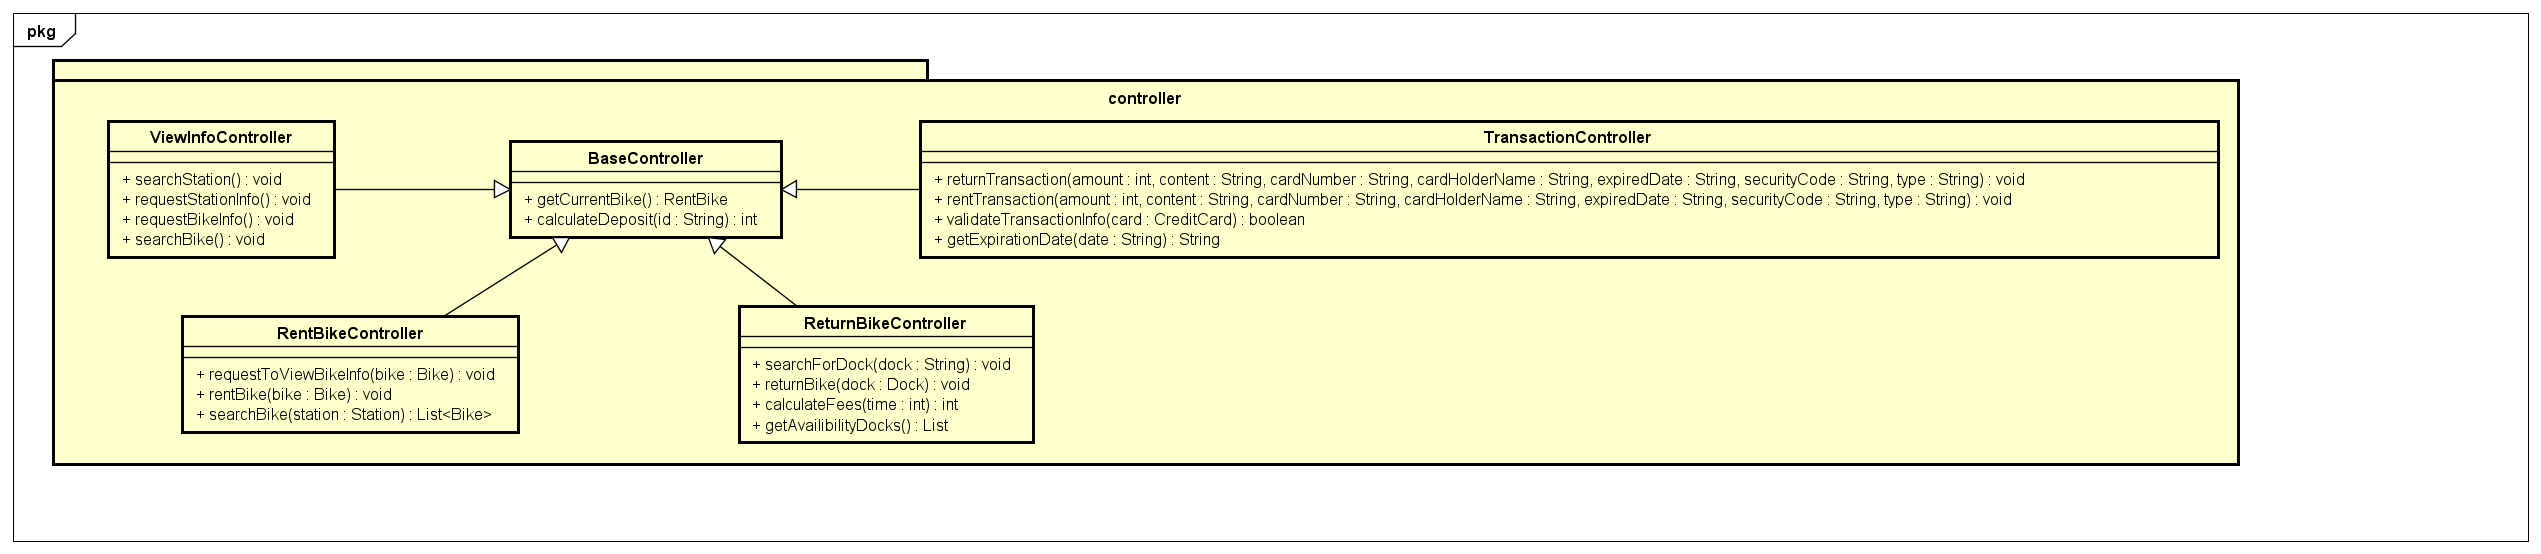 pkg
controller
ViewInfoController
+ searchStation() : void
+ requestStationInfo() : void
+ requestBikeInfo() : void
+ searchBike() : void
BaseController
+ getCurrentBike() : RentBike
+ calculateDeposit(id : String) : int
TransactionController
+ returnTransaction(amount : int, content : String, cardNumber : String, cardHolderName : String, expiredDate : String, securityCode : String, type : String) : void
+ rentTransaction(amount : int, content : String, cardNumber : String, cardHolderName : String, expiredDate : String, securityCode : String, type : String) : void
+ validateTransactionInfo(card : CreditCard) : boolean
+ getExpirationDate(date : String) : String
RentBikeController
+ requestToViewBikeInfo(bike : Bike) : void
+ rentBike(bike : Bike) : void
+ searchBike(station : Station) : List<Bike>
ReturnBikeController
+ searchForDock(dock : String) : void
+ returnBike(dock : Dock) : void
+ calculateFees(time : int) : int
+ getAvailibilityDocks() : List